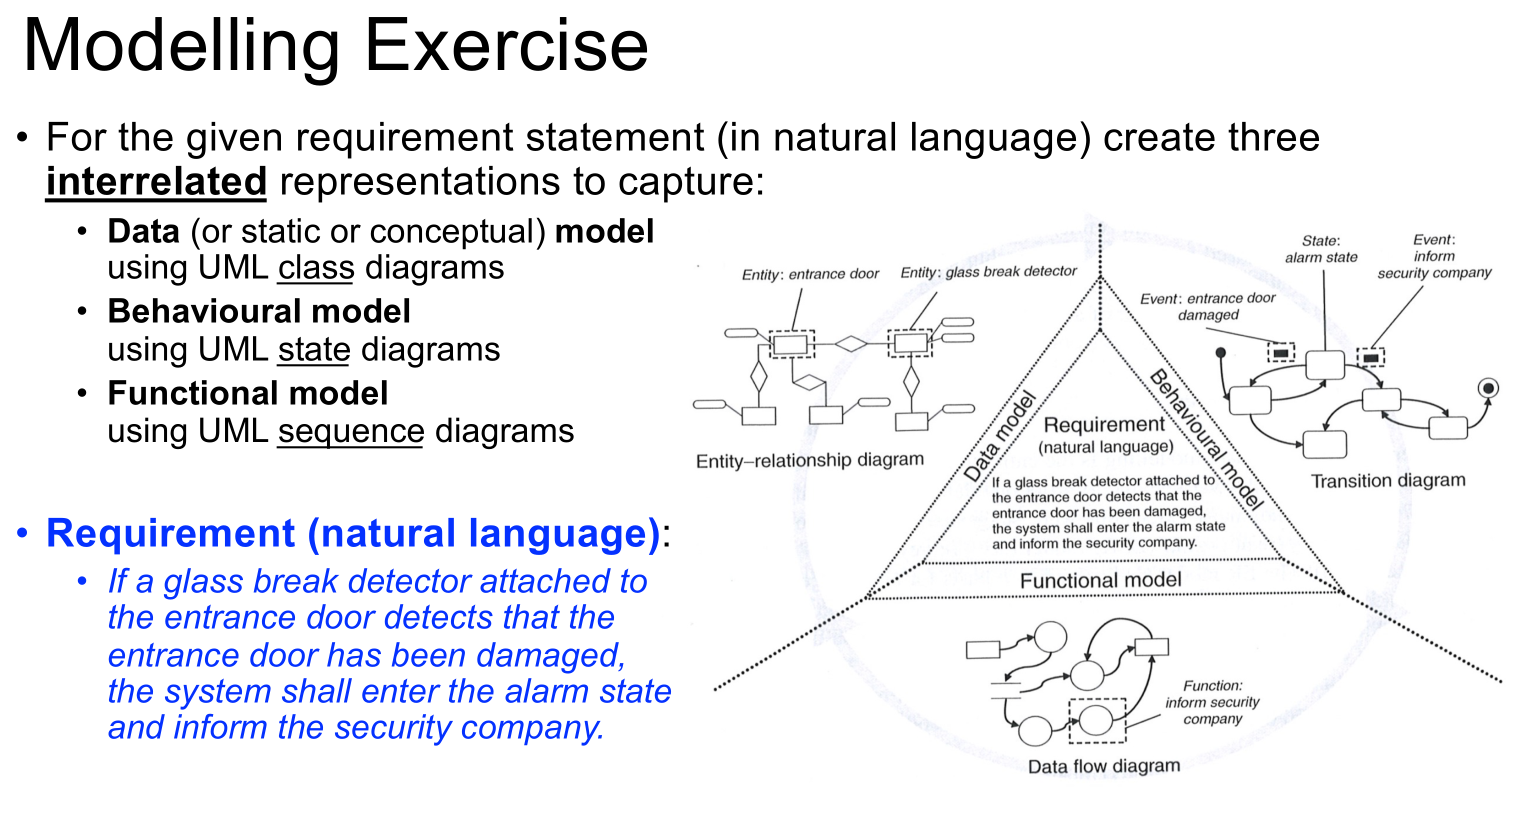 Modelling Exercise
• For the given requirement statement (in natural language) create three
interrelated representations to capture:
• Data (or static or conceptual) model
using UML class diagrams
• Behavioural model
using UML state diagrams
• Functional model
using UML sequence diagrams
• Requirement (natural language):
• If a glass break detector attached to
the entrance door detects that the
entrance door has been damaged,
the system shall enter the alarm state
and inform the security company.
Entity: entrance door
Entity: glass break detector
Entity–relationship diagram
Data model
State:
alarm state
Event:
inform
security company
Event: entrance door
damaged
Behavioural model
Transition diagram
Requirement
(natural language)
If a glass break detector attached to
the entrance door detects that the
entrance door has been damaged,
the system shall enter the alarm state
and inform the security company.
Functional model
Function:
inform security
company
Data flow diagram